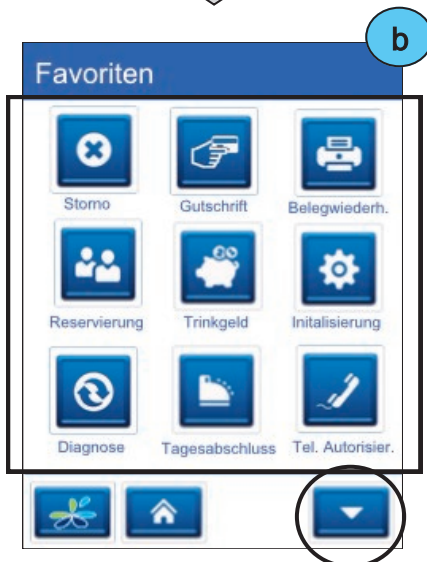 b
Favoriten
Storno Gutschrift Belegwiederh.
Reservierung Trinkgeld Initalisierung
Diagnose Tagesabschluss Tel. Autorisier.